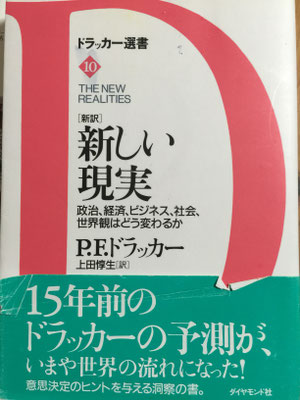 ドラッカー選書
10
THE NEW
REALITIES
[新訳]
新しい
現実
政治、経済、ビジネス、社会、
世界観はどう変わるか
P.F.ドラッカー
上田惇生[訳]
15年前の
ドラッカーの予測が、
いまや世界の流れになった!
意思決定のヒントを与える洞察の書。
ダイヤモンド社